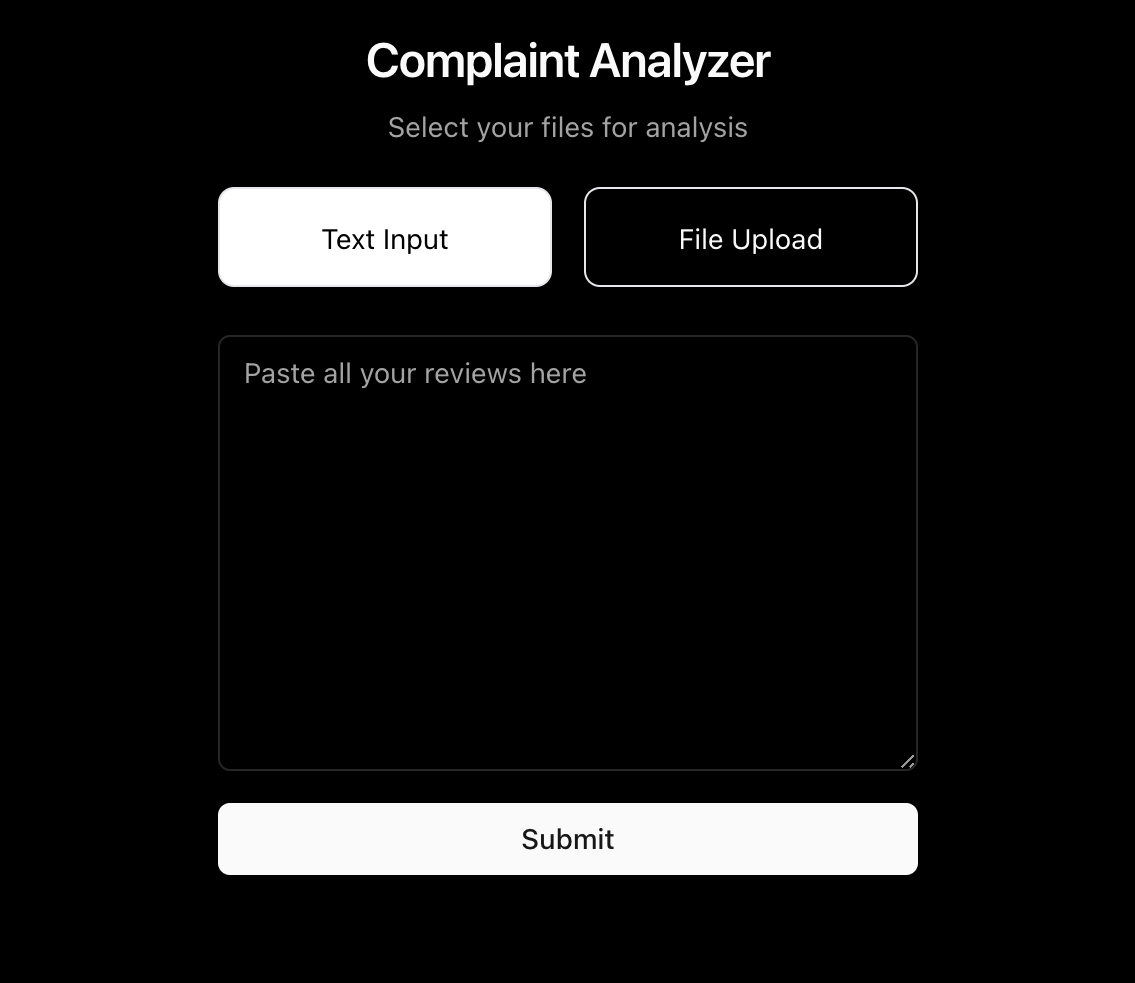 Complaint Analyzer
Select your files for analysis
Text Input
File Upload
Paste all your reviews here
Submit